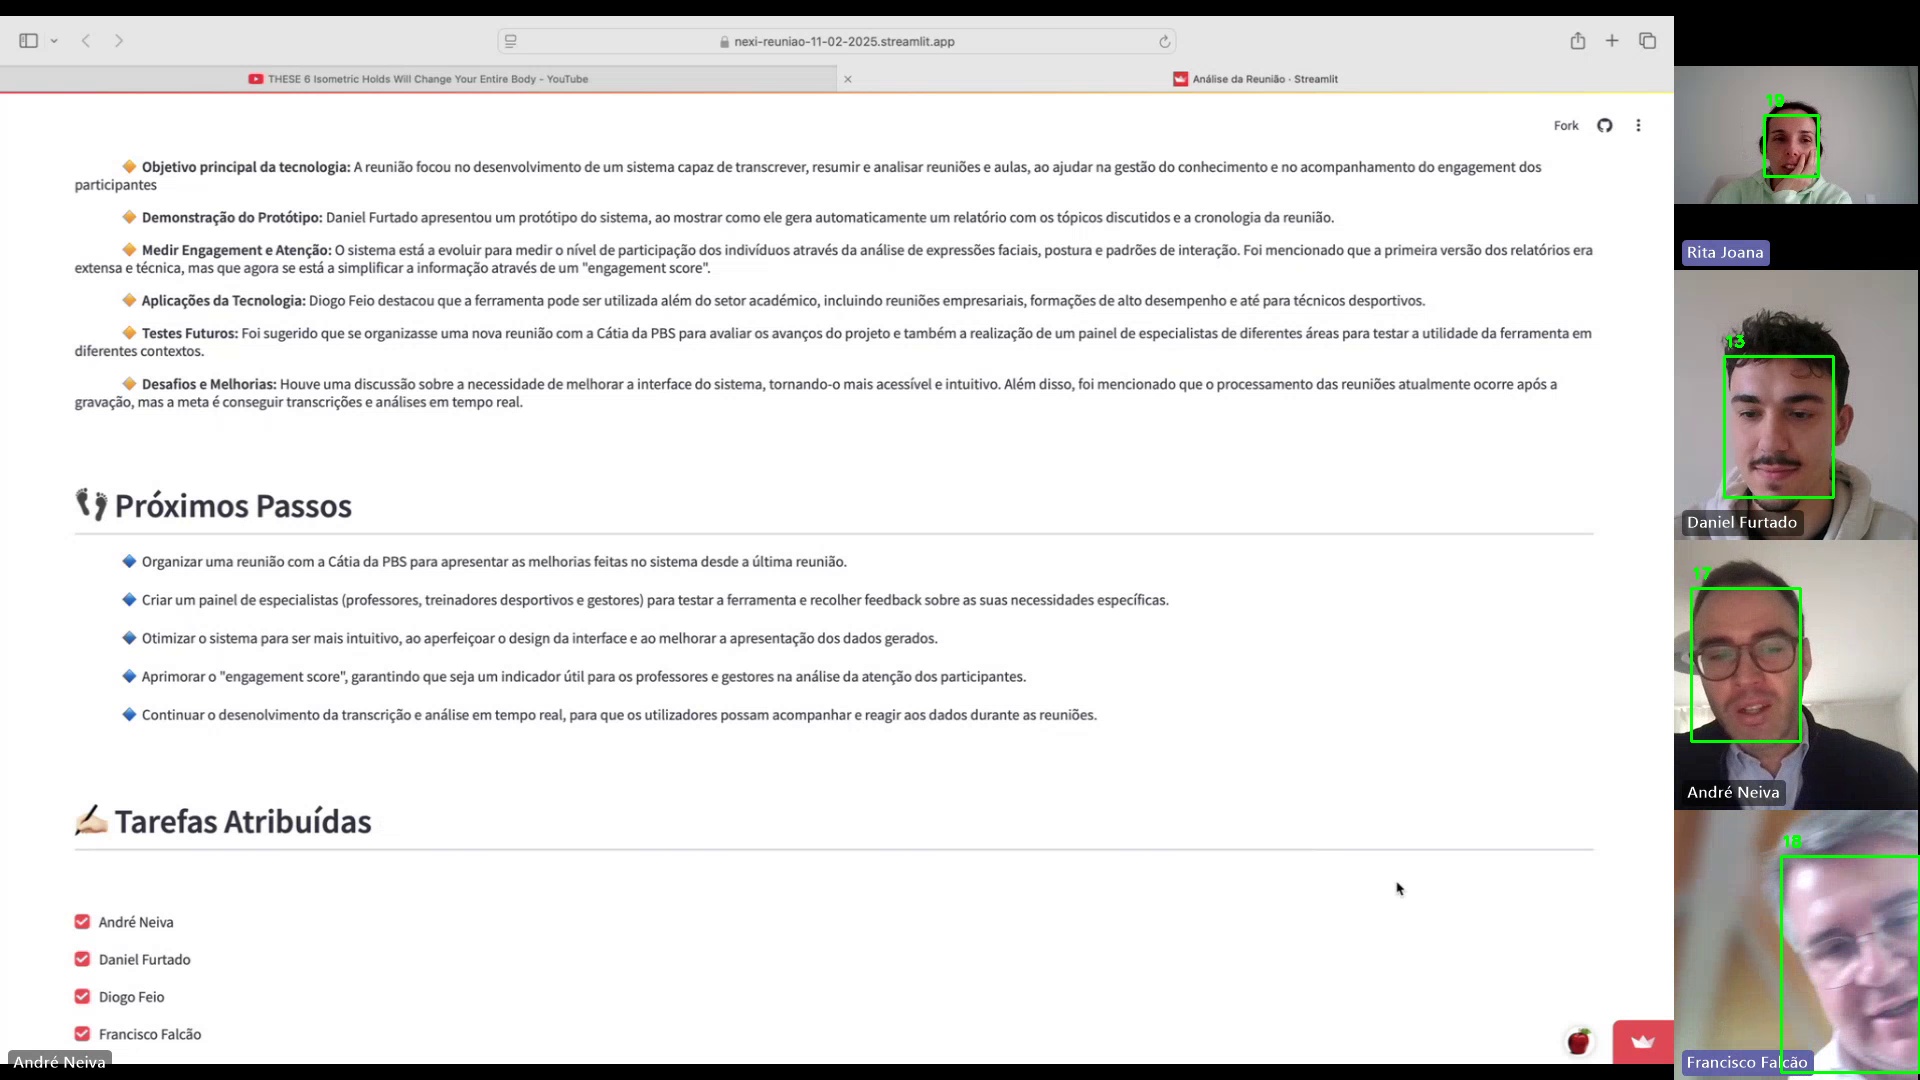 nexi-reuniao-11-02-2025.streamlit.app
THESE 6 Isometric Holds Will Change Your Entire Body - YouTube
Análise da Reunião · Streamlit
Fork
Objetivo principal da tecnologia: A reunião focou no desenvolvimento de um sistema capaz de transcrever, resumir e analisar reuniões e aulas, ao ajudar na gestão do conhecimento e no acompanhamento do engagement dos
participantes
Demonstração do Protótipo: Daniel Furtado apresentou um protótipo do sistema, ao mostrar como ele gera automaticamente um relatório com os tópicos discutidos e a cronologia da reunião.
Medir Engagement e Atenção: O sistema está a evoluir para medir o nível de participação dos indivíduos através da análise de expressões faciais, postura e padrões de interação. Foi mencionado que a primeira versão dos relatórios era
extensa e técnica, mas que agora se está a simplificar a informação através de um "engagement score".
Aplicações da Tecnologia: Diogo Feio destacou que a ferramenta pode ser utilizada além do setor académico, incluindo reuniões empresariais, formações de alto desempenho e até para técnicos desportivos.
Testes Futuros: Foi sugerido que se organizasse uma nova reunião com a Cátia da PBS para avaliar os avanços do projeto e também a realização de um painel de especialistas de diferentes áreas para testar a utilidade da ferramenta em
diferentes contextos.
Desafios e Melhorias: Houve uma discussão sobre a necessidade de melhorar a interface do sistema, tornando-o mais acessível e intuitivo. Além disso, foi mencionado que o processamento das reuniões atualmente ocorre após a
gravação, mas a meta é conseguir transcrições e análises em tempo real.
Próximos Passos
Organizar uma reunião com a Cátia da PBS para apresentar as melhorias feitas no sistema desde a última reunião.
Criar um painel de especialistas (professores, treinadores desportivos e gestores) para testar a ferramenta e recolher feedback sobre as suas necessidades específicas.
Otimizar o sistema para ser mais intuitivo, ao aperfeiçoar o design da interface e ao melhorar a apresentação dos dados gerados.
Aprimorar o "engagement score", garantindo que seja um indicador útil para os professores e gestores na análise da atenção dos participantes.
Continuar o desenolvimento da transcrição e análise em tempo real, para que os utilizadores possam acompanhar e reagir aos dados durante as reuniões.
Tarefas Atribuídas
André Neiva
Daniel Furtado
Diogo Feio
Francisco Falcão
André Neiva
19
Rita Joana
13
Daniel Furtado
17
André Neiva
18
Francisco Falcão